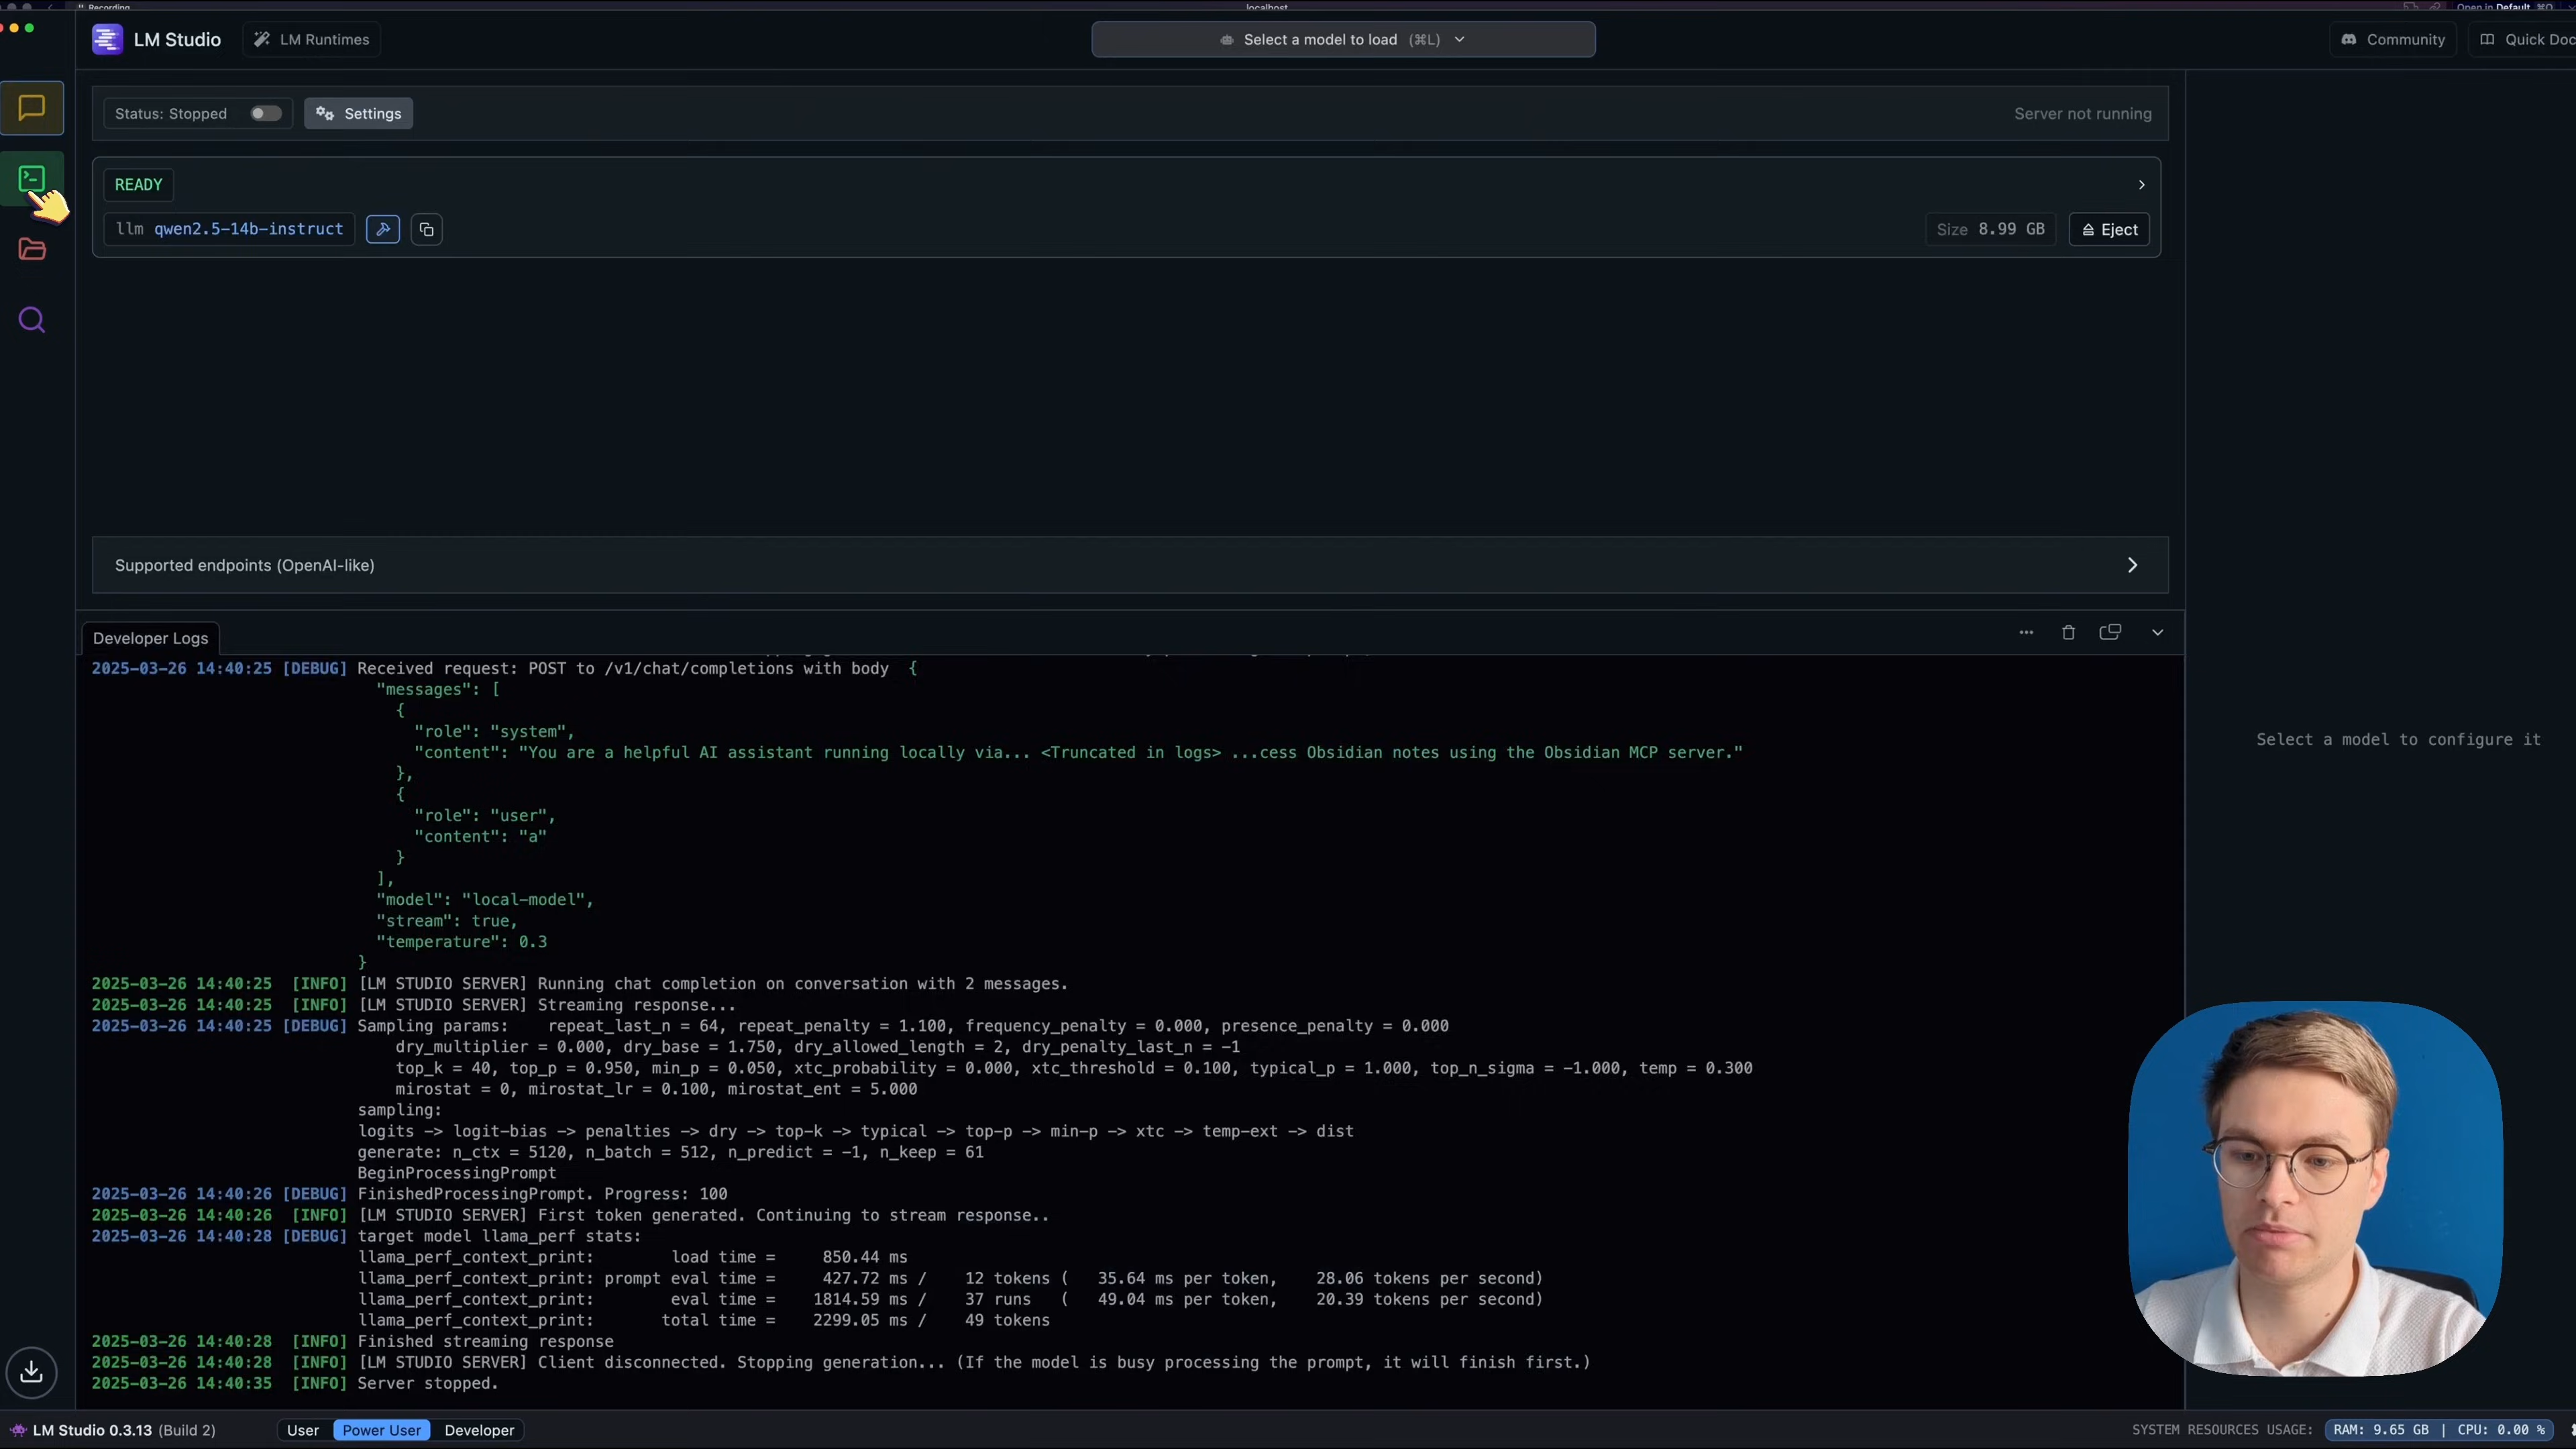 Recording
localhost
Open in Default ⌘O
LM Studio
LM Runtimes
Select a model to load (⌘L)
Community
Quick Doc
Status: Stopped
Settings
Server not running
READY
llm qwen2.5-14b-instruct
Size 8.99 GB
Eject
Supported endpoints (OpenAI-like)
Developer Logs
2025-03-26 14:40:25 [DEBUG] Received request: POST to /v1/chat/completions with body {
"messages": [
{
"role": "system",
"content": "You are a helpful AI assistant running locally via... <Truncated in logs> ...cess Obsidian notes using the Obsidian MCP server."
},
{
"role": "user",
"content": "a"
}
],
"model": "local-model",
"stream": true,
"temperature": 0.3
}
2025-03-26 14:40:25 [INFO] [LM STUDIO SERVER] Running chat completion on conversation with 2 messages.
2025-03-26 14:40:25 [INFO] [LM STUDIO SERVER] Streaming response...
2025-03-26 14:40:25 [DEBUG] Sampling params: repeat_last_n = 64, repeat_penalty = 1.100, frequency_penalty = 0.000, presence_penalty = 0.000
dry_multiplier = 0.000, dry_base = 1.750, dry_allowed_length = 2, dry_penalty_last_n = -1
top_k = 40, top_p = 0.950, min_p = 0.050, xtc_probability = 0.000, xtc_threshold = 0.100, typical_p = 1.000, top_n_sigma = -1.000, temp = 0.300
mirostat = 0, mirostat_lr = 0.100, mirostat_ent = 5.000
sampling:
logits -> logit-bias -> penalties -> dry -> top-k -> typical -> top-p -> min-p -> xtc -> temp-ext -> dist
generate: n_ctx = 5120, n_batch = 512, n_predict = -1, n_keep = 61
BeginProcessingPrompt
2025-03-26 14:40:26 [DEBUG] FinishedProcessingPrompt. Progress: 100
2025-03-26 14:40:26 [INFO] [LM STUDIO SERVER] First token generated. Continuing to stream response..
2025-03-26 14:40:28 [DEBUG] target model llama_perf stats:
llama_perf_context_print: load time = 850.44 ms
llama_perf_context_print: prompt eval time = 427.72 ms / 12 tokens ( 35.64 ms per token, 28.06 tokens per second)
llama_perf_context_print: eval time = 1814.59 ms / 37 runs ( 49.04 ms per token, 20.39 tokens per second)
llama_perf_context_print: total time = 2299.05 ms / 49 tokens
2025-03-26 14:40:28 [INFO] Finished streaming response
2025-03-26 14:40:28 [INFO] [LM STUDIO SERVER] Client disconnected. Stopping generation... (If the model is busy processing the prompt, it will finish first.)
2025-03-26 14:40:35 [INFO] Server stopped.
Select a model to configure it
LM Studio 0.3.13 (Build 2)
User
Power User
Developer
SYSTEM RESOURCES USAGE:
RAM: 9.65 GB | CPU: 0.00 %